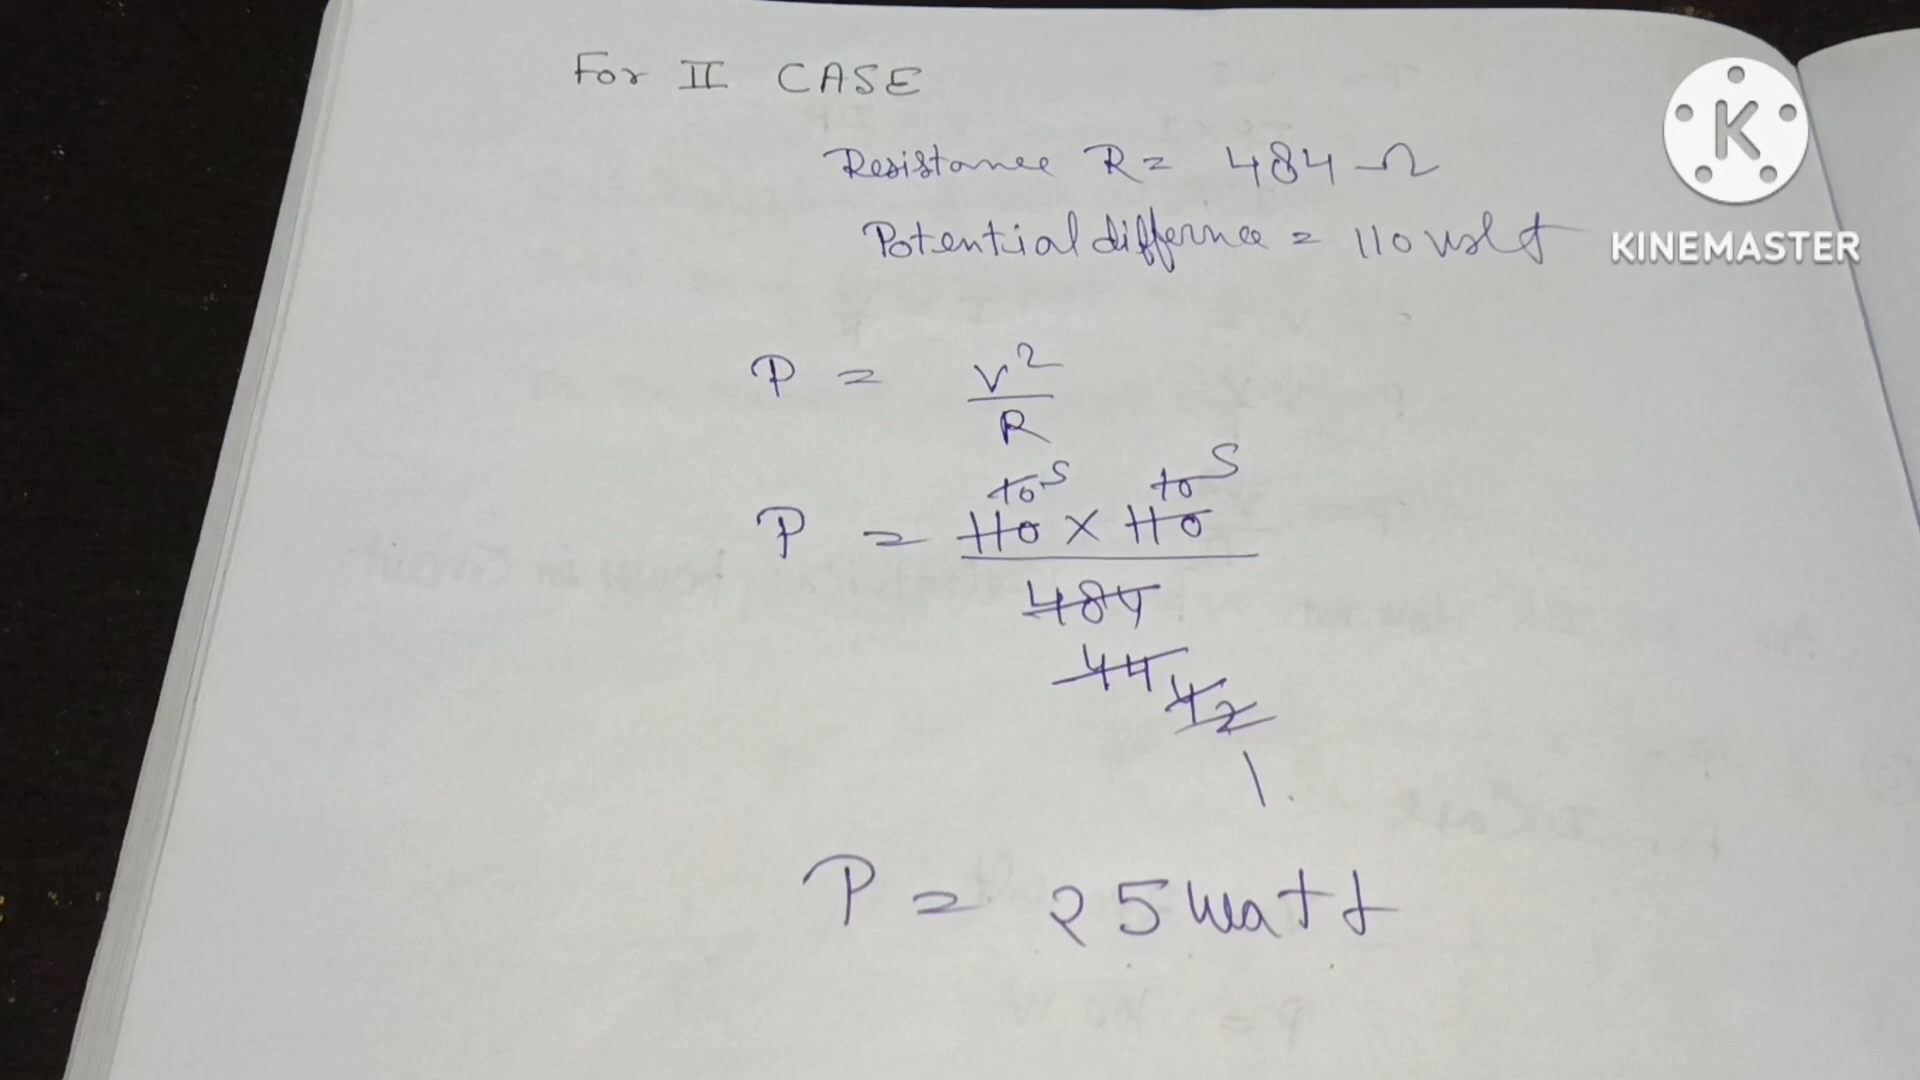 For II CASE
Resistance R = 484 Ω
Potential differnce = 110 volt
KINEMASTER
P = V²
R
10 5 10 5
P = 110 × 110
484
44
4 2
1
P = 25 watt